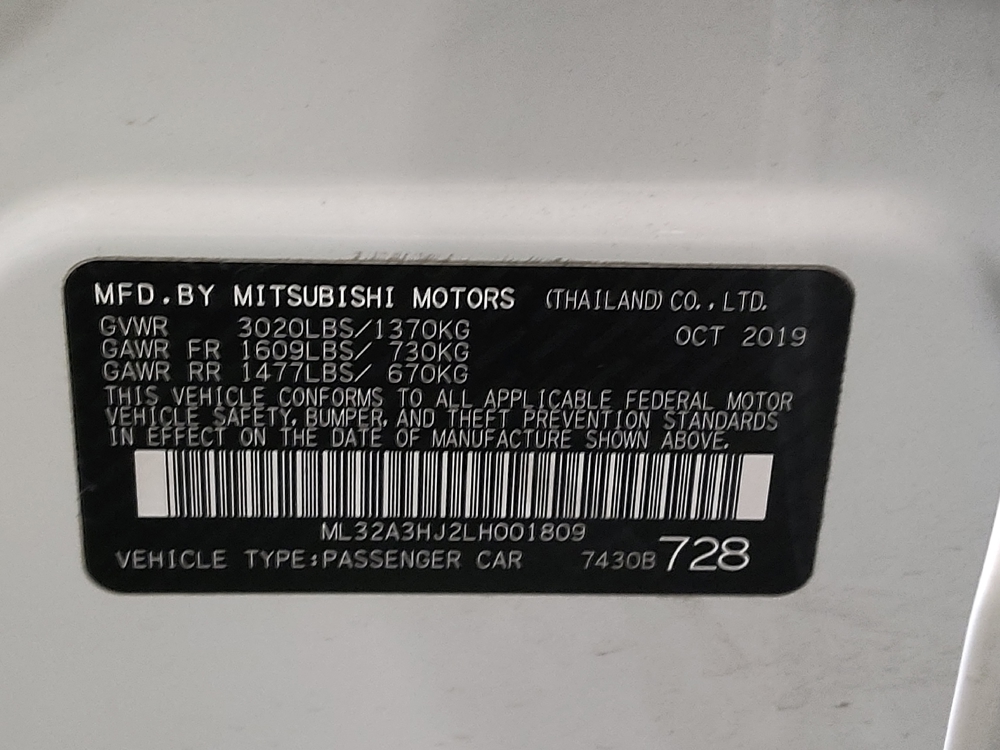 MFD.BY MITSUBISHI MOTORS (THAILAND) CO.,LTD.
GVWR 3020LBS/1370KG OCT 2019
GAWR FR 1609LBS/ 730KG
GAWR RR 1477LBS/ 670KG
THIS VEHICLE CONFORMS TO ALL APPLICABLE FEDERAL MOTOR
VEHICLE SAFETY, BUMPER, AND THEFT PREVENTION STANDARDS
IN EFFECT ON THE DATE OF MANUFACTURE SHOWN ABOVE.
ML32A3HJ2LH001809
VEHICLE TYPE:PASSENGER CAR 7430B 728